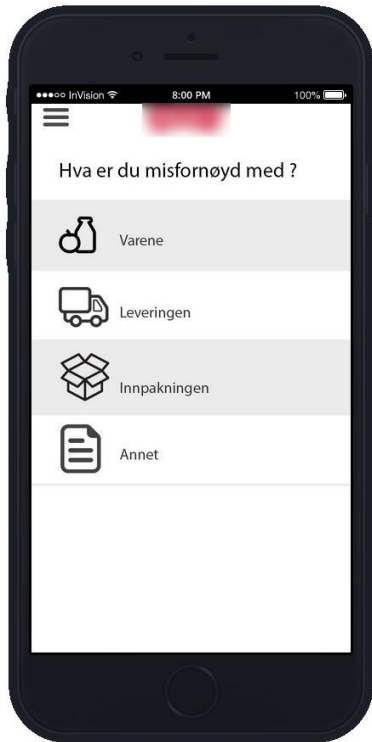 InVision
8:00 PM
100%
Hva er du misfornøyd med ?
Varene
Leveringen
Innpakningen
Annet